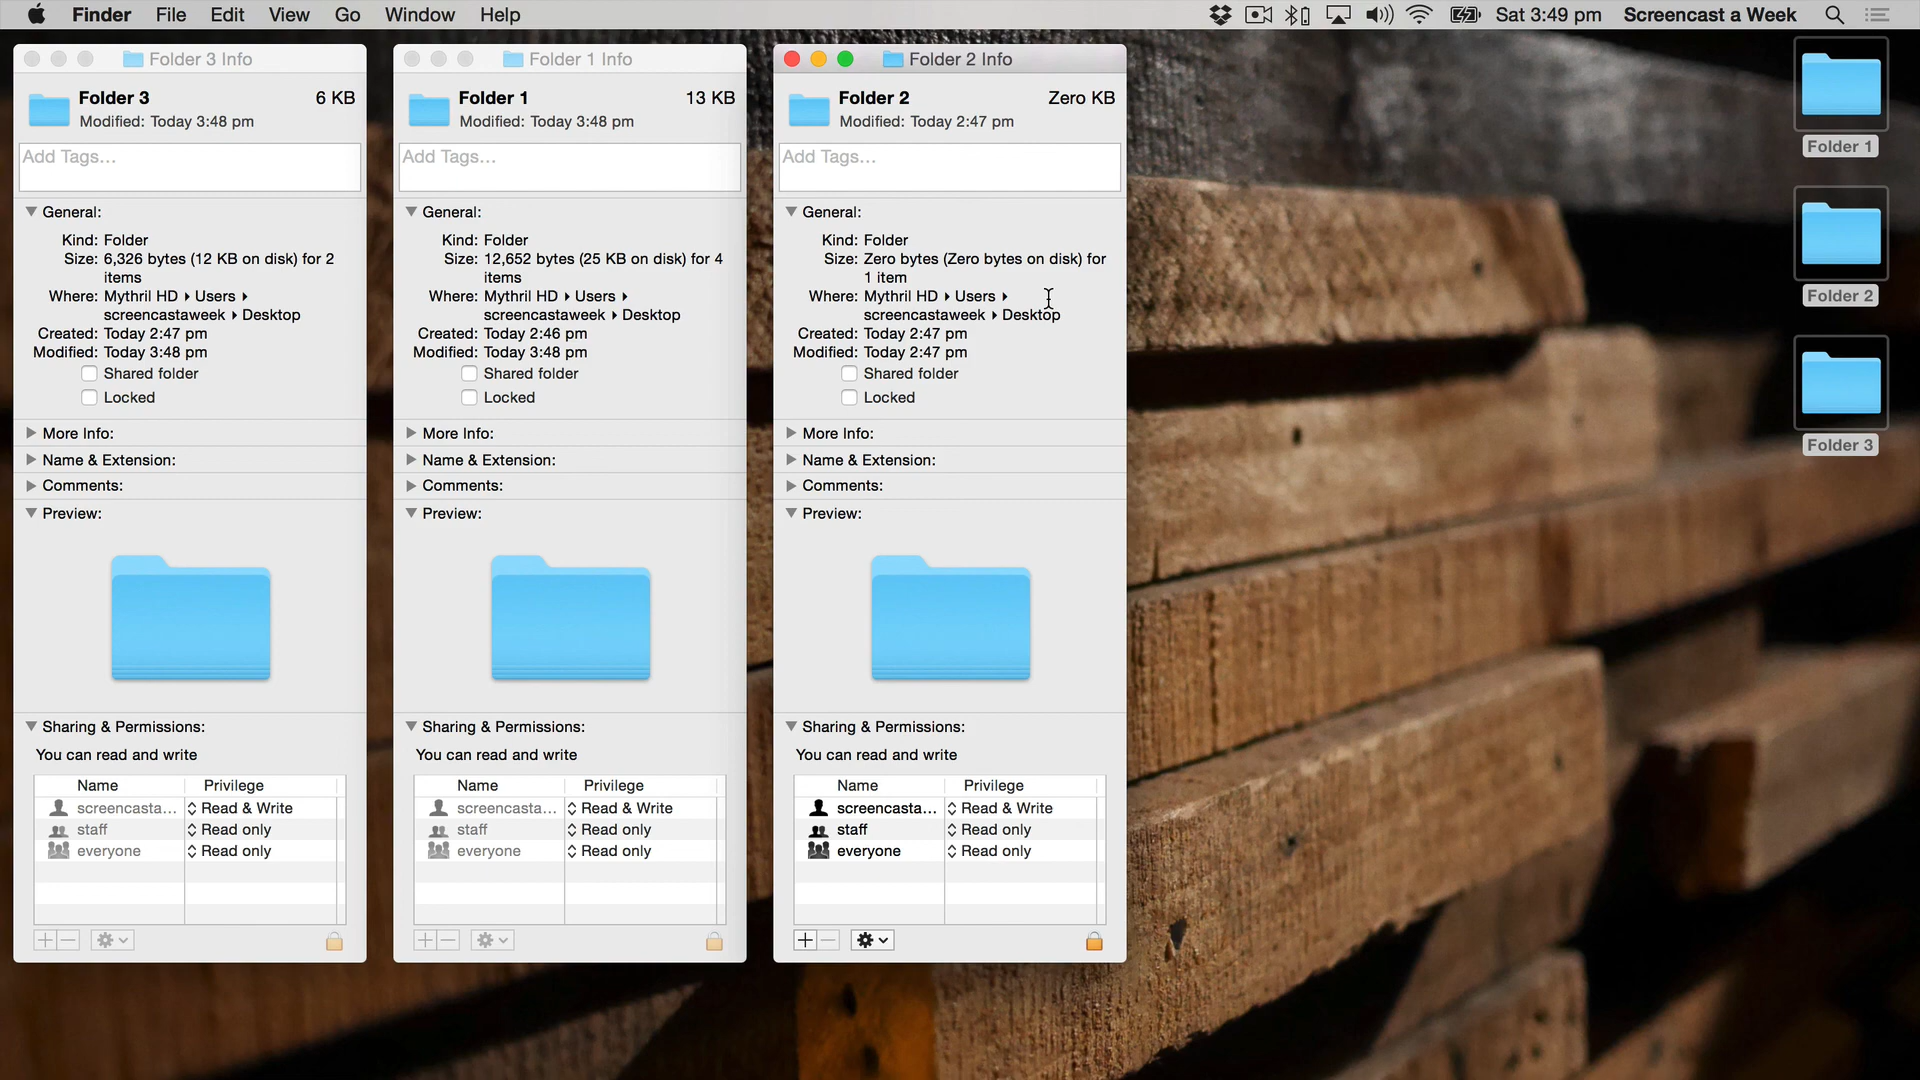 Finder File Edit View Go Window Help Sat 3:49 pm Screencast a Week
Folder 3 Info
Folder 3 6 KB
Modified: Today 3:48 pm
Add Tags…
General:
Kind: Folder
Size: 6,326 bytes (12 KB on disk) for 2
items
Where: Mythril HD ▸ Users ▸
screencastaweek ▸ Desktop
Created: Today 2:47 pm
Modified: Today 3:48 pm
Shared folder
Locked
More Info:
Name & Extension:
Comments:
Preview:
Sharing & Permissions:
You can read and write
Name Privilege
screencasta... Read & Write
staff Read only
everyone Read only
Folder 1 Info
Folder 1 13 KB
Modified: Today 3:48 pm
Add Tags…
General:
Kind: Folder
Size: 12,652 bytes (25 KB on disk) for 4
items
Where: Mythril HD ▸ Users ▸
screencastaweek ▸ Desktop
Created: Today 2:46 pm
Modified: Today 3:48 pm
Shared folder
Locked
More Info:
Name & Extension:
Comments:
Preview:
Sharing & Permissions:
You can read and write
Name Privilege
screencasta... Read & Write
staff Read only
everyone Read only
Folder 2 Info
Folder 2 Zero KB
Modified: Today 2:47 pm
Add Tags…
General:
Kind: Folder
Size: Zero bytes (Zero bytes on disk) for
1 item
Where: Mythril HD ▸ Users ▸
screencastaweek ▸ Desktop
Created: Today 2:47 pm
Modified: Today 2:47 pm
Shared folder
Locked
More Info:
Name & Extension:
Comments:
Preview:
Sharing & Permissions:
You can read and write
Name Privilege
screencasta... Read & Write
staff Read only
everyone Read only
Folder 1
Folder 2
Folder 3